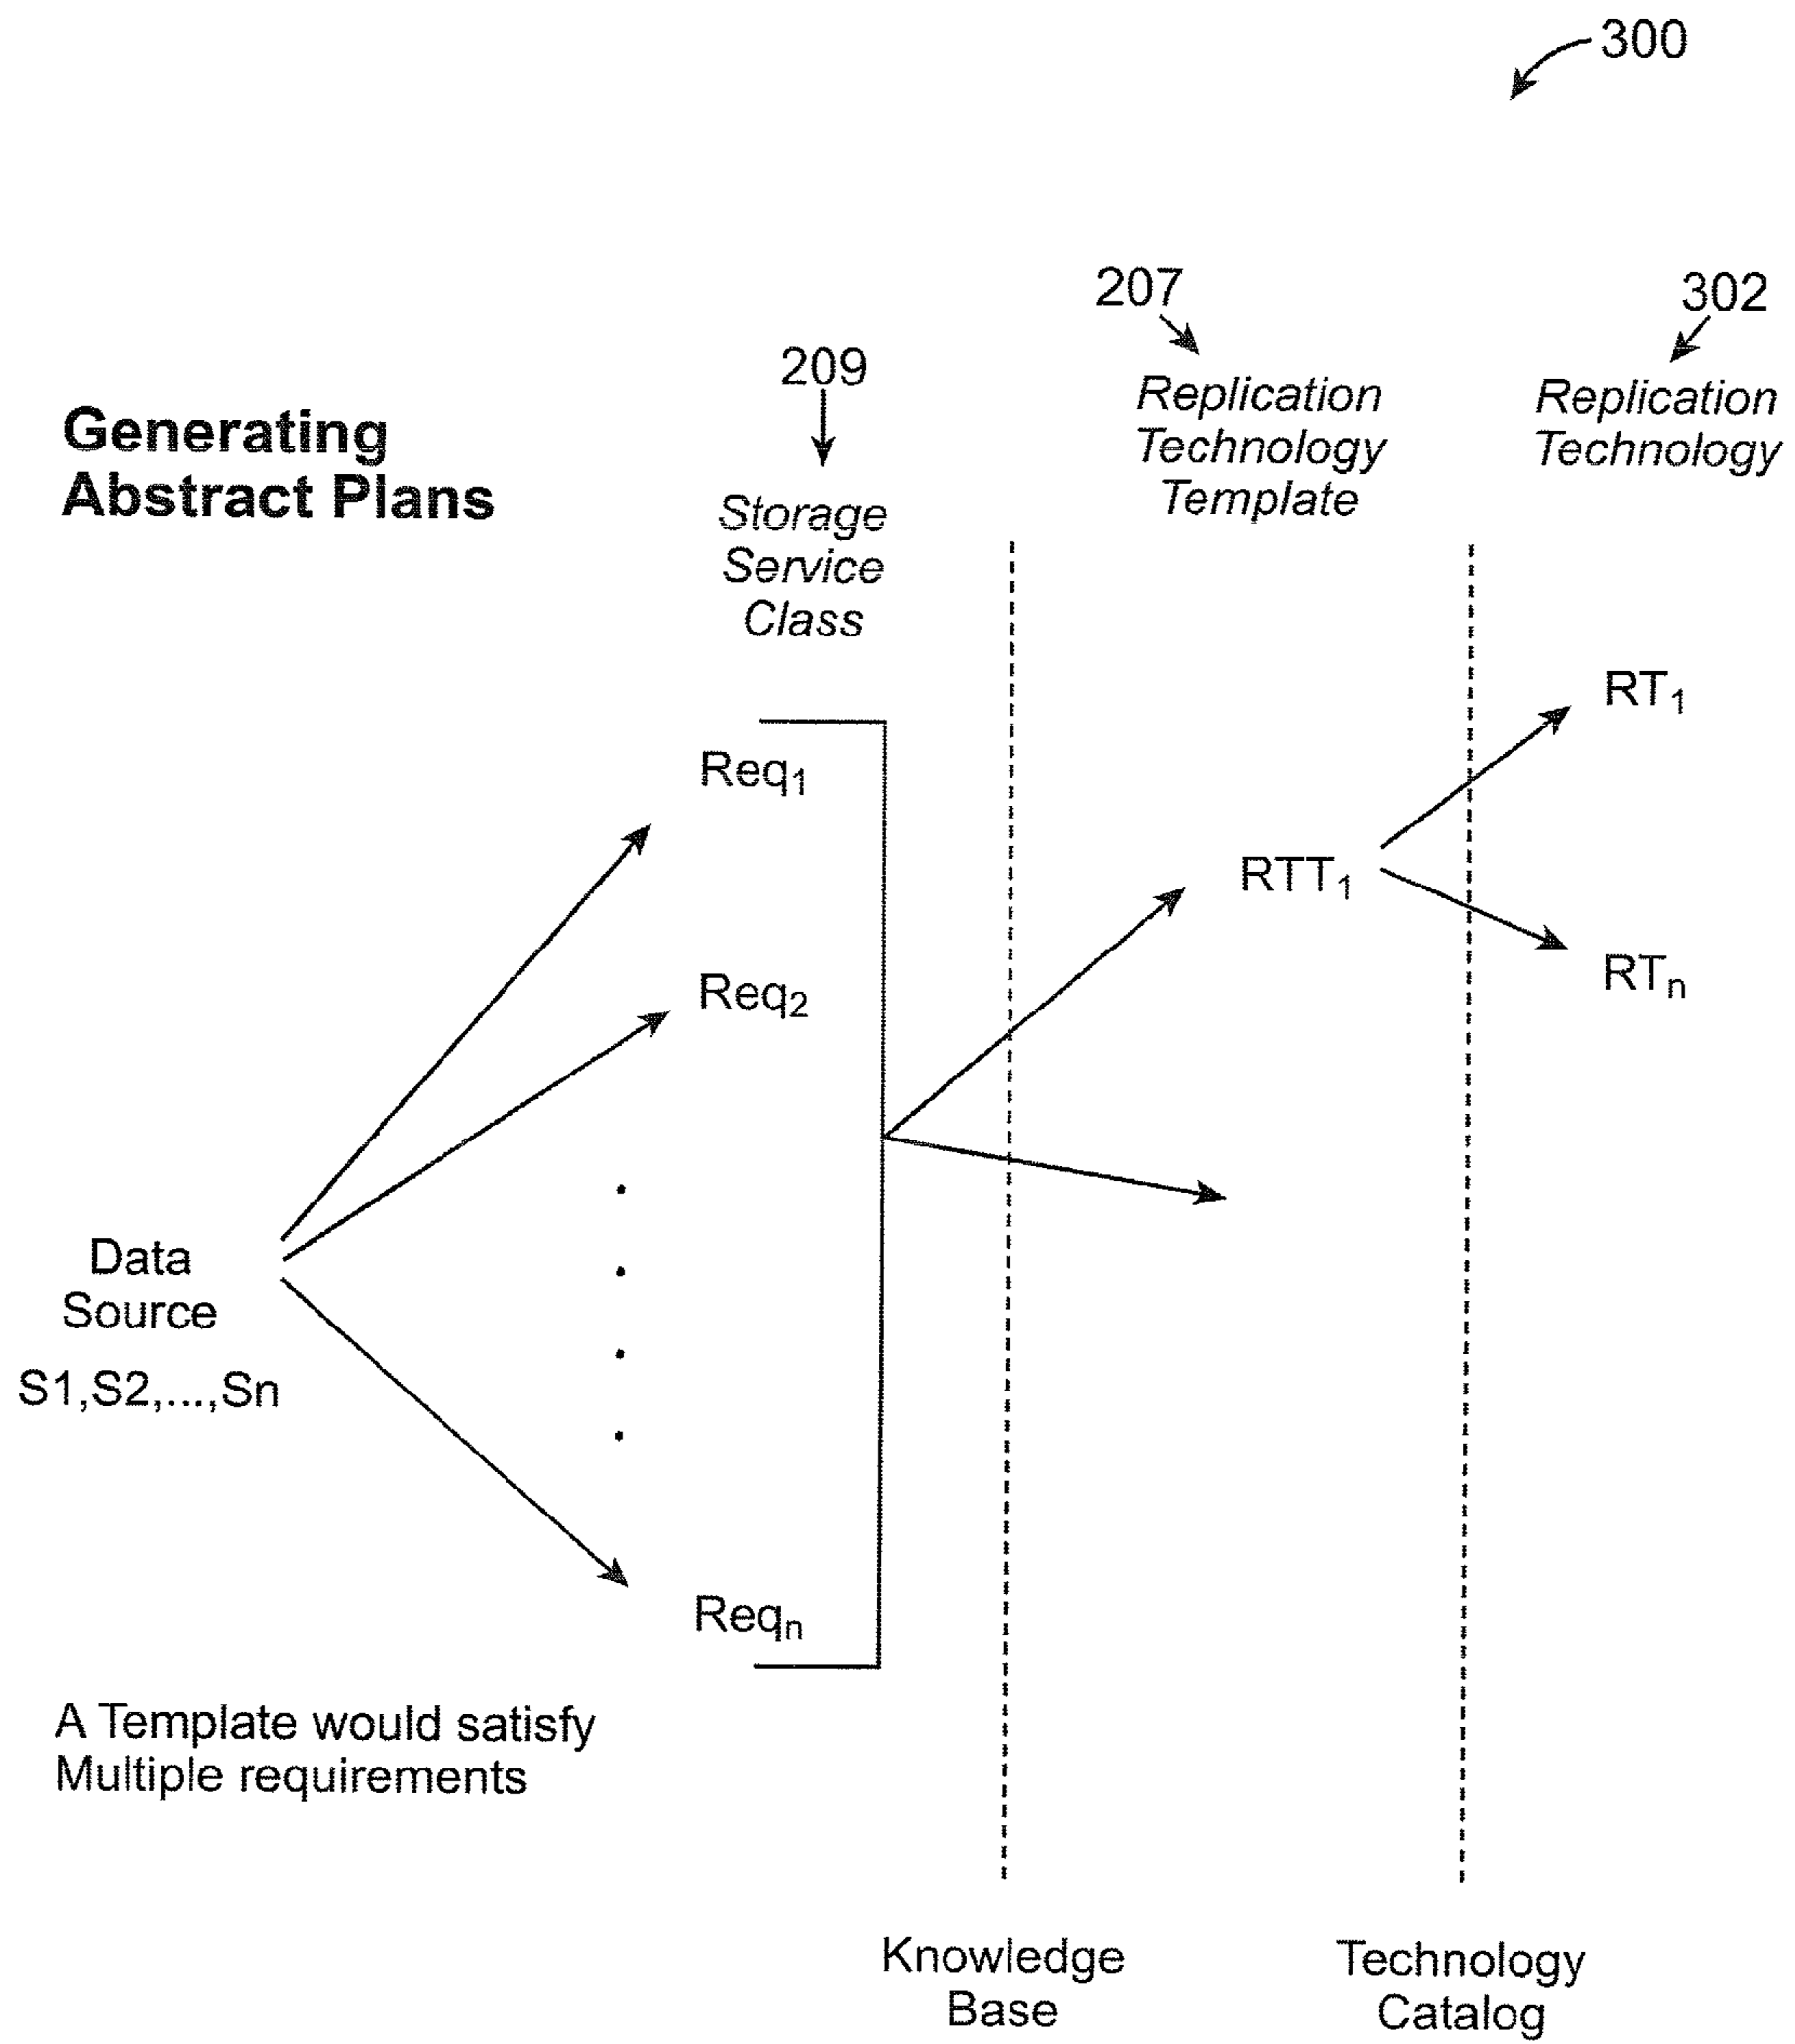 300
207
302
209
Replication
Technology
Template
Replication
Technology
Generating
Abstract Plans
Storage
Service
Class
Req1
RT1
RTT1
Req2
RTn
Data
Source
S1,S2,...,Sn
Reqn
A Template would satisfy
Multiple requirements
Knowledge
Base
Technology
Catalog